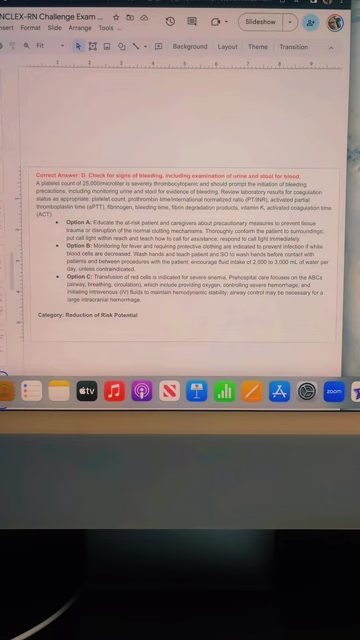 NCLEX-RN Challenge Exam ...
Slideshow
Insert Format Slide Arrange Tools ...
Fit
Background Layout Theme Transition
1 2 3 4 5 6 7 8 9
Correct Answer: D. Check for signs of bleeding, including examination of urine and stool for blood.
A platelet count of 25,000/microliter is severely thrombocytopenic and should prompt the initiation of bleeding
precautions, including monitoring urine and stool for evidence of bleeding. Review laboratory results for coagulation
status as appropriate: platelet count, prothrombin time/international normalized ratio (PT/INR), activated partial
thromboplastin time (aPTT), fibrinogen, bleeding time, fibrin degradation products, vitamin K, activated coagulation time
(ACT).
• Option A: Educate the at-risk patient and caregivers about precautionary measures to prevent tissue
trauma or disruption of the normal clotting mechanisms. Thoroughly conform the patient to surroundings;
put call light within reach and teach how to call for assistance; respond to call light immediately.
• Option B: Monitoring for fever and requiring protective clothing are indicated to prevent infection if white
blood cells are decreased. Wash hands and teach patient and SO to wash hands before contact with
patients and between procedures with the patient; encourage fluid intake of 2,000 to 3,000 mL of water per
day, unless contraindicated.
• Option C: Transfusion of red cells is indicated for severe anemia. Prehospital care focuses on the ABCs
(airway, breathing, circulation), which include providing oxygen, controlling severe hemorrhage, and
initiating intravenous (IV) fluids to maintain hemodynamic stability; airway control may be necessary for a
large intracranial hemorrhage.
Category: Reduction of Risk Potential
tv
zoom